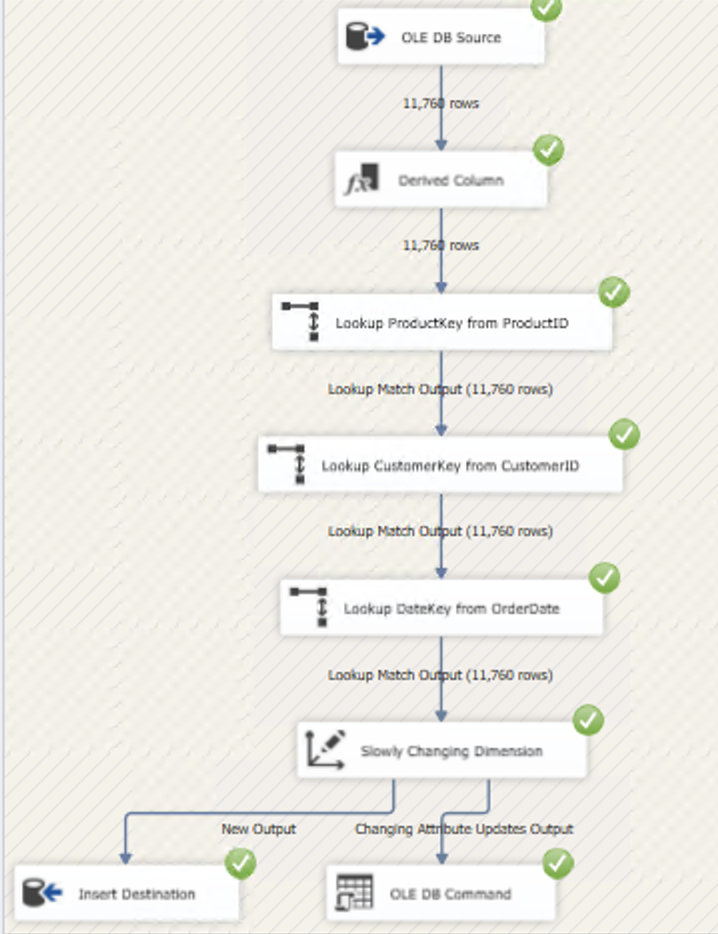 OLE DB Source
11,760 rows
Derived Column
11,760 rows
Lookup ProductKey from ProductID
Lookup Match Output (11,760 rows)
Lookup CustomerKey from CustomerID
Lookup Match Output (11,760 rows)
Lookup DateKey from OrderDate
Lookup Match Output (11,760 rows)
Slowly Changing Dimension
New Output
Changing Attribute Updates Output
Insert Destination
OLE DB Command